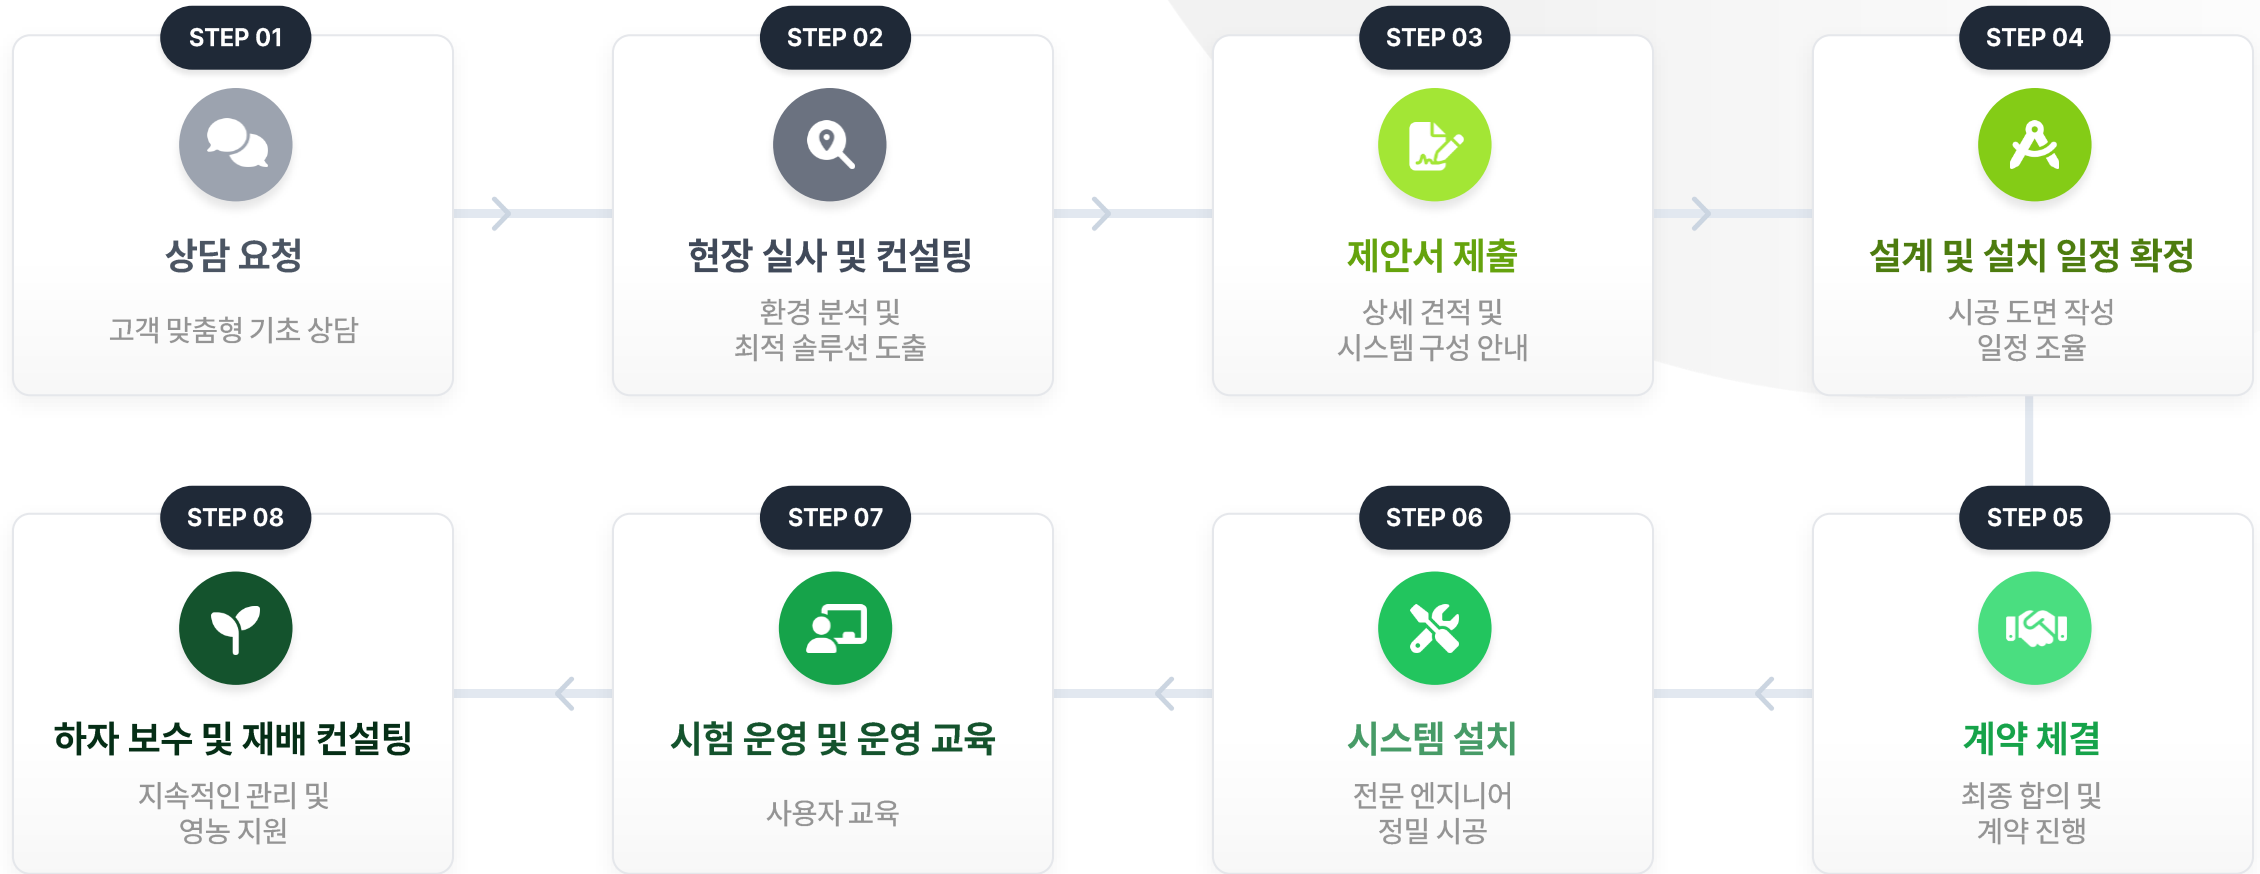 STEP 01
상담 요청
고객 맞춤형 기초 상담
STEP 02
현장 실사 및 컨설팅
환경 분석 및
최적 솔루션 도출
STEP 03
제안서 제출
상세 견적 및
시스템 구성 안내
STEP 04
설계 및 설치 일정 확정
시공 도면 작성
일정 조율
STEP 05
계약 체결
최종 합의 및
계약 진행
STEP 06
시스템 설치
전문 엔지니어
정밀 시공
STEP 07
시험 운영 및 운영 교육
사용자 교육
STEP 08
하자 보수 및 재배 컨설팅
지속적인 관리 및
영농 지원